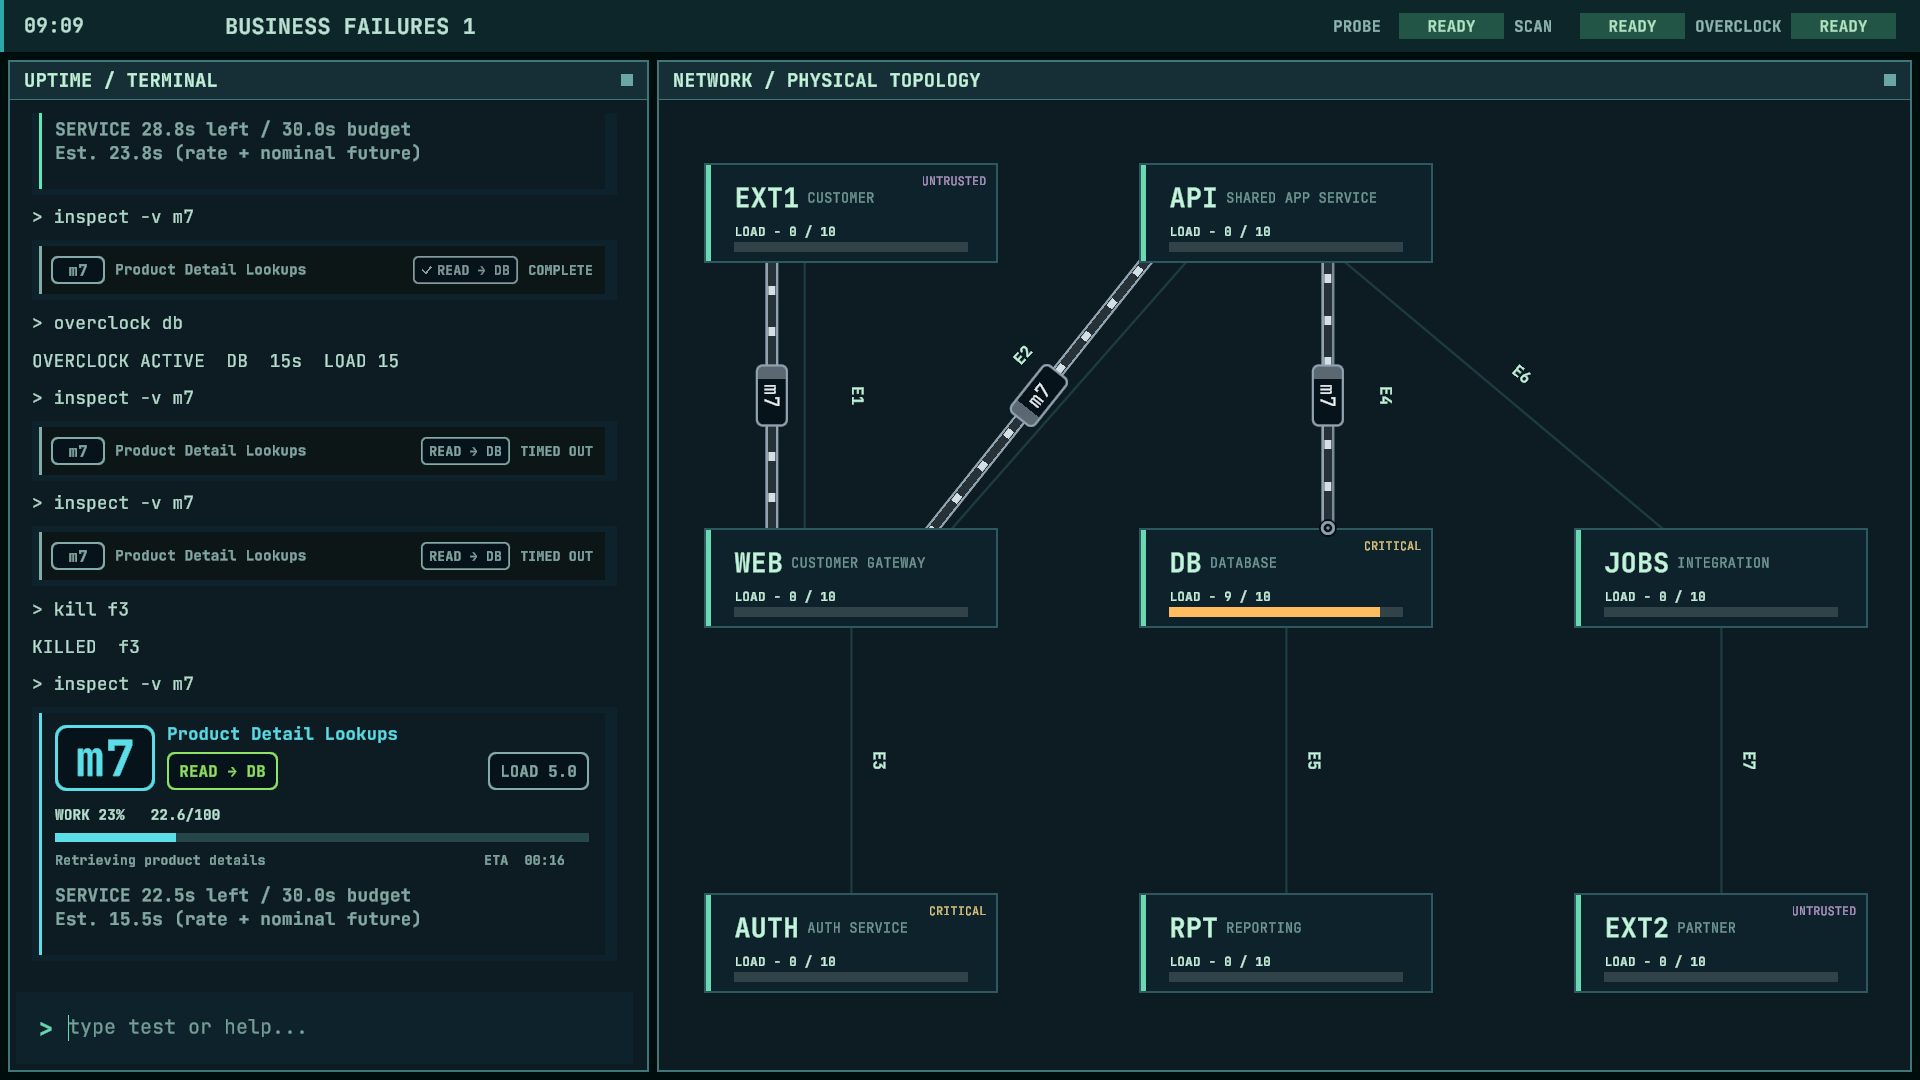 09:09
BUSINESS FAILURES 1
PROBE READY SCAN READY OVERCLOCK READY
UPTIME / TERMINAL
SERVICE 28.8s left / 30.0s budget
Est. 23.8s (rate + nominal future)
> inspect -v m7
m7 Product Detail Lookups ✓ READ → DB COMPLETE
> overclock db
OVERCLOCK ACTIVE DB 15s LOAD 15
> inspect -v m7
m7 Product Detail Lookups READ → DB TIMED OUT
> inspect -v m7
m7 Product Detail Lookups READ → DB TIMED OUT
> kill f3
KILLED f3
> inspect -v m7
m7 Product Detail Lookups
READ → DB LOAD 5.0
WORK 23% 22.6/100
Retrieving product details ETA 00:16
SERVICE 22.5s left / 30.0s budget
Est. 15.5s (rate + nominal future)
> type test or help...
NETWORK / PHYSICAL TOPOLOGY
UNTRUSTED
EXT1 CUSTOMER
LOAD - 0 / 10
API SHARED APP SERVICE
LOAD - 0 / 10
m7
E1
E2
m7
m7
E4
E6
WEB CUSTOMER GATEWAY
LOAD - 0 / 10
CRITICAL
DB DATABASE
LOAD - 9 / 10
JOBS INTEGRATION
LOAD - 0 / 10
E3
E5
E7
CRITICAL
AUTH AUTH SERVICE
LOAD - 0 / 10
RPT REPORTING
LOAD - 0 / 10
UNTRUSTED
EXT2 PARTNER
LOAD - 0 / 10